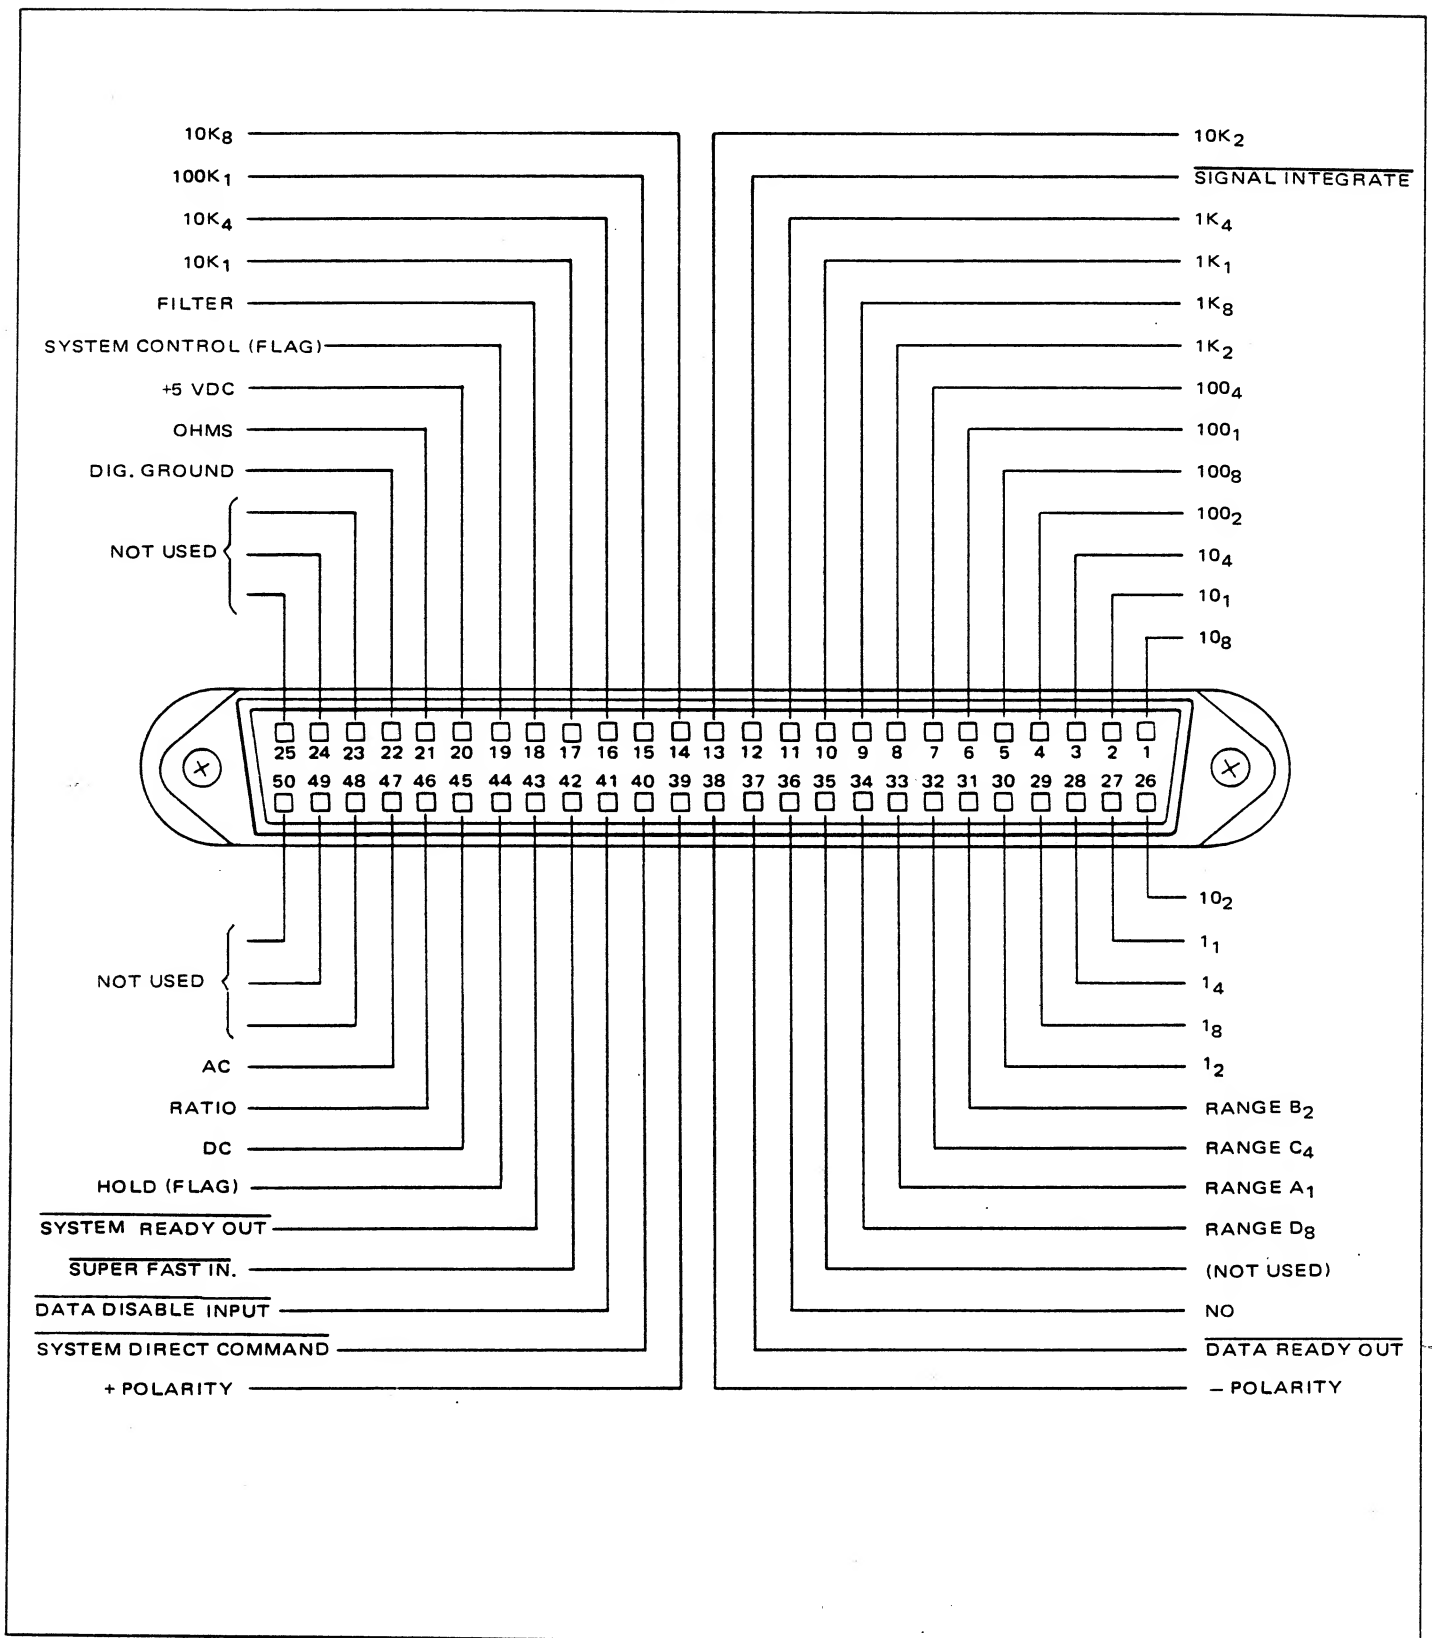 10K8
100K1
10K4
10K1
FILTER
SYSTEM CONTROL (FLAG)
+5 VDC
OHMS
DIG. GROUND
NOT USED
10K2
SIGNAL INTEGRATE
1K4
1K1
1K8
1K2
1004
1001
1008
1002
104
101
108
25 24 23 22 21 20 19 18 17 16 15 14 13 12 11 10 9 8 7 6 5 4 3 2 1
50 49 48 47 46 45 44 43 42 41 40 39 38 37 36 35 34 33 32 31 30 29 28 27 26
NOT USED
AC
RATIO
DC
HOLD (FLAG)
SYSTEM READY OUT
SUPER FAST IN.
DATA DISABLE INPUT
SYSTEM DIRECT COMMAND
+ POLARITY
102
11
14
18
12
RANGE B2
RANGE C4
RANGE A1
RANGE D8
(NOT USED)
NO
DATA READY OUT
– POLARITY